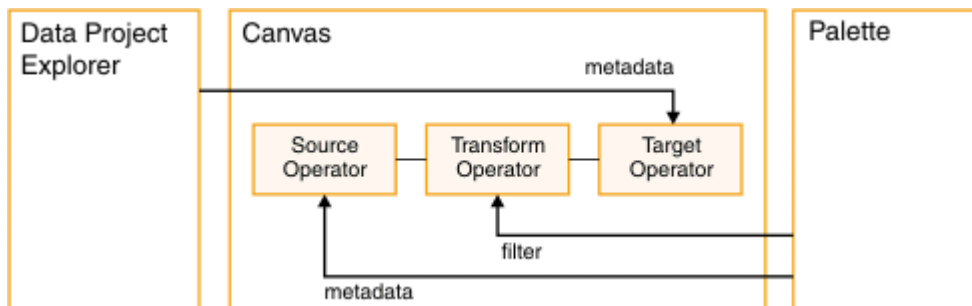 Data Project
Explorer
Canvas
Palette
metadata
Source
Operator
Transform
Operator
Target
Operator
filter
metadata